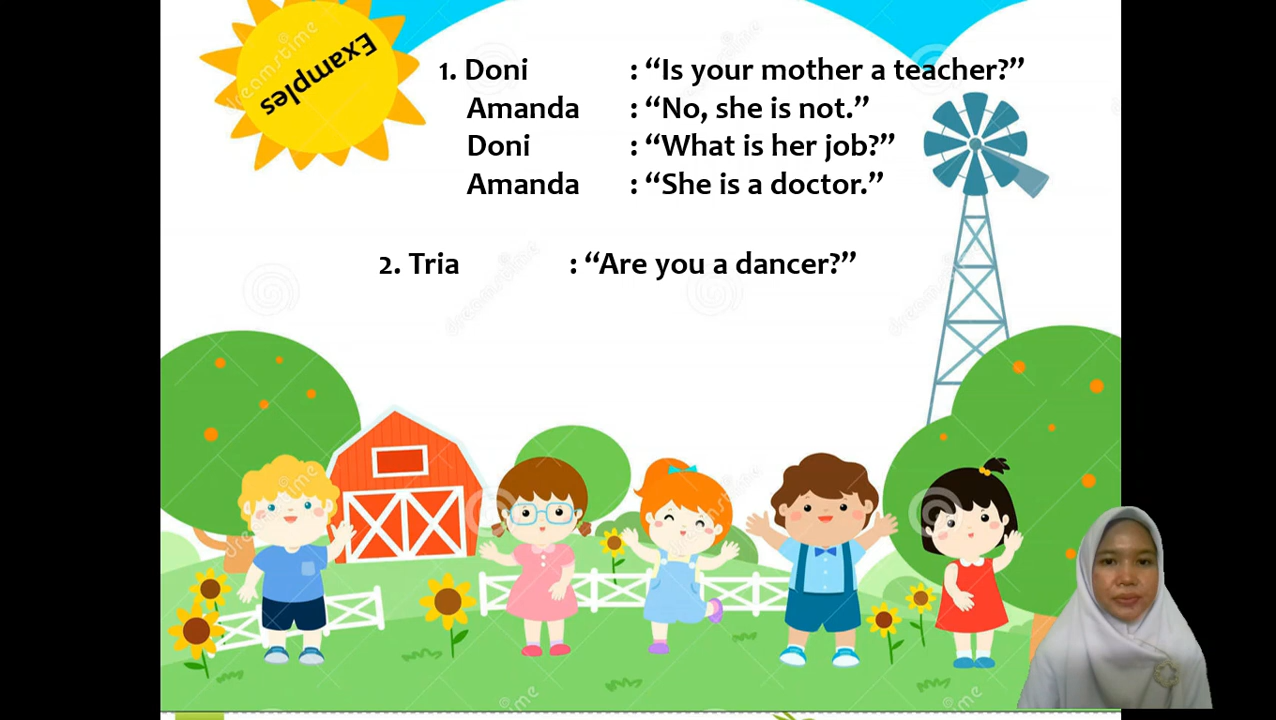 Examples
1. Doni : “Is your mother a teacher?”
Amanda : “No, she is not.”
Doni : “What is her job?”
Amanda : “She is a doctor.”
2. Tria : “Are you a dancer?”
dreamstime